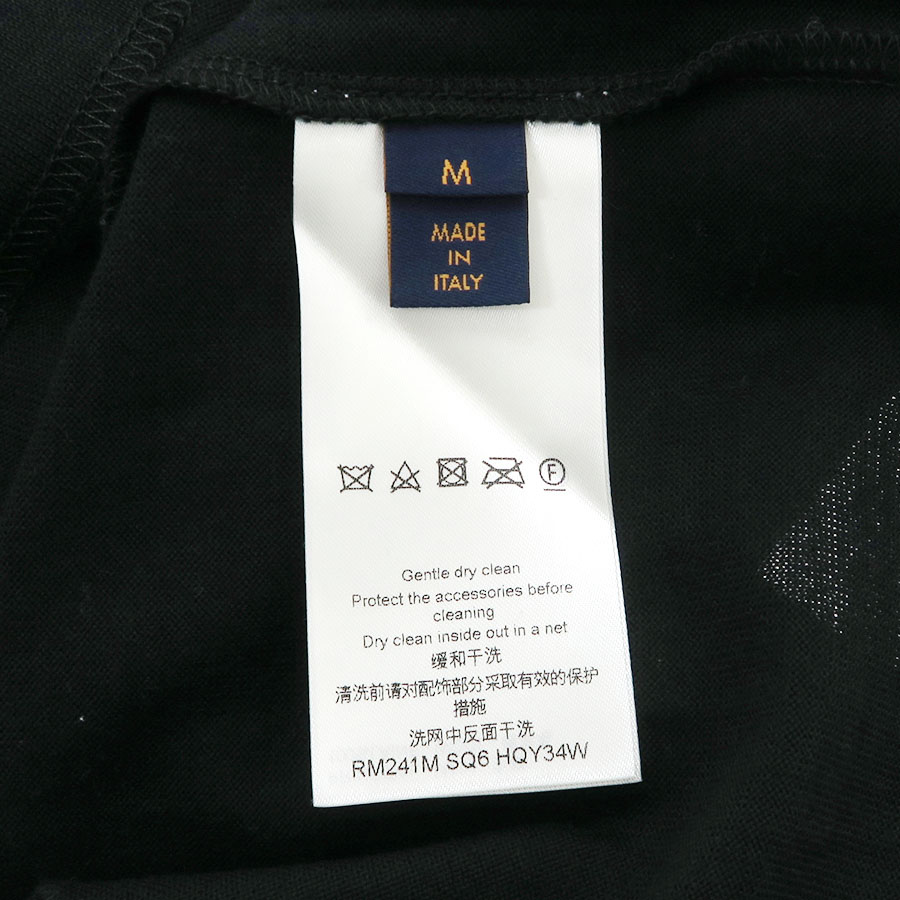 M
MADE
IN
ITALY
F
Gentle dry clean
Protect the accessories before
cleaning
Dry clean inside out in a net
缓和干洗
清洗前请对配饰部分采取有效的保护
措施
洗网中反面干洗
RM241M SQ6 HQY34W